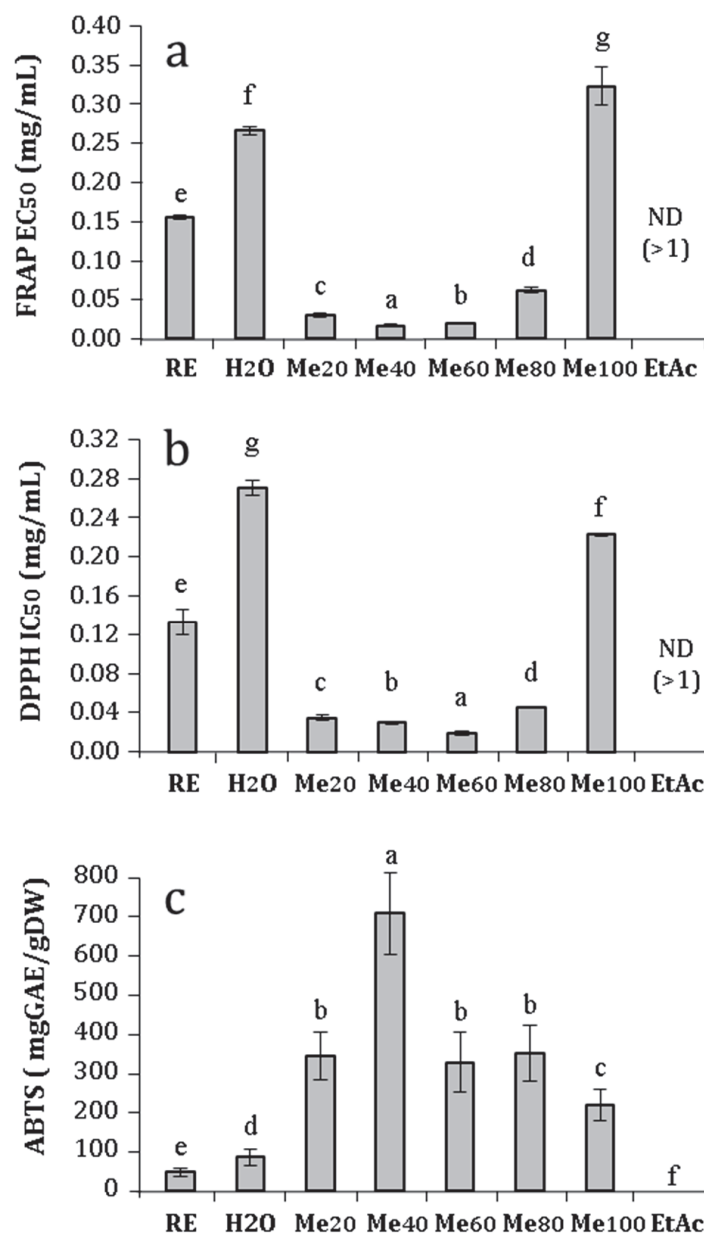 a
FRAP EC50 (mg/mL)
0.40
0.35
0.30
0.25
0.20
0.15
0.10
0.05
0.00
e
f
c
a
b
d
g
ND
(>1)
RE H2O Me20 Me40 Me60 Me80 Me100 EtAc
b
DPPH IC50 (mg/mL)
0.32
0.28
0.24
0.20
0.16
0.12
0.08
0.04
0.00
e
g
c
b
a
d
f
ND
(>1)
RE H2O Me20 Me40 Me60 Me80 Me100 EtAc
c
ABTS ( mgGAE/gDW)
800
700
600
500
400
300
200
100
0
e
d
b
a
b
b
c
f
RE H2O Me20 Me40 Me60 Me80 Me100 EtAc